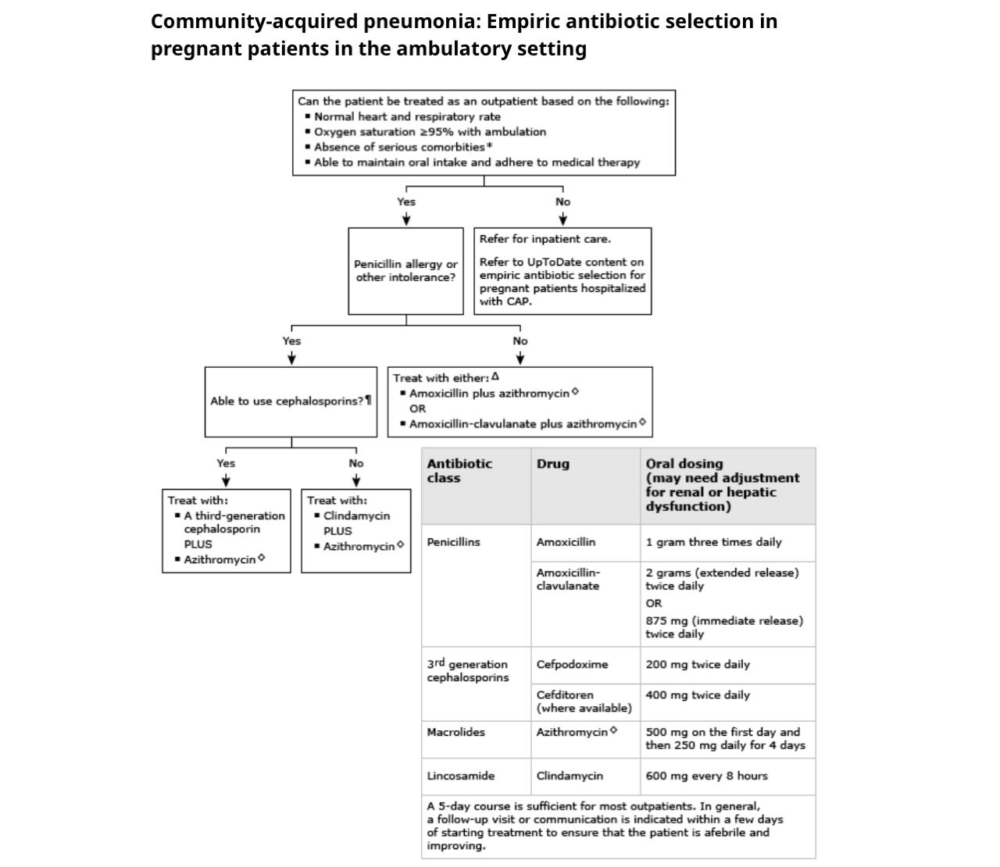 Community-acquired pneumonia: Empiric antibiotic selection in
pregnant patients in the ambulatory setting
Can the patient be treated as an outpatient based on the following:
▪ Normal heart and respiratory rate
▪ Oxygen saturation ≥95% with ambulation
▪ Absence of serious comorbities*
▪ Able to maintain oral intake and adhere to medical therapy
Yes
No
Penicillin allergy or
other intolerance?
Refer for inpatient care.
Refer to UpToDate content on
empiric antibiotic selection for
pregnant patients hospitalized
with CAP.
Yes
No
Able to use cephalosporins?¶
Treat with either:Δ
▪ Amoxicillin plus azithromycin◇
OR
▪ Amoxicillin-clavulanate plus azithromycin◇
Yes
No
Treat with:
▪ A third-generation
cephalosporin
PLUS
▪ Azithromycin◇
Treat with:
▪ Clindamycin
PLUS
▪ Azithromycin◇
Antibiotic
class
Drug
Oral dosing
(may need adjustment
for renal or hepatic
dysfunction)
Penicillins
Amoxicillin
1 gram three times daily
Amoxicillin-
clavulanate
2 grams (extended release)
twice daily
OR
875 mg (immediate release)
twice daily
3rd generation
cephalosporins
Cefpodoxime
200 mg twice daily
Cefditoren
(where available)
400 mg twice daily
Macrolides
Azithromycin◇
500 mg on the first day and
then 250 mg daily for 4 days
Lincosamide
Clindamycin
600 mg every 8 hours
A 5-day course is sufficient for most outpatients. In general,
a follow-up visit or communication is indicated within a few days
of starting treatment to ensure that the patient is afebrile and
improving.